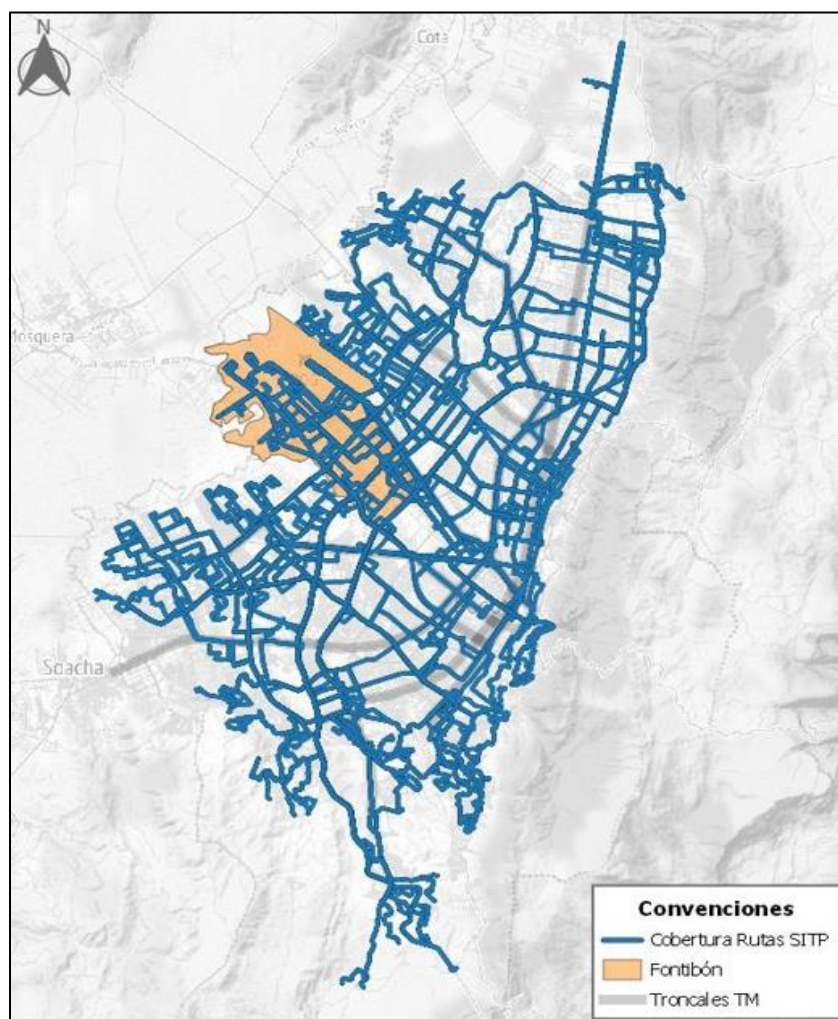 N
Cota
Mosquera
Soacha
Convenciones
Cobertura Rutas SITP
Fontibón
Troncales TM